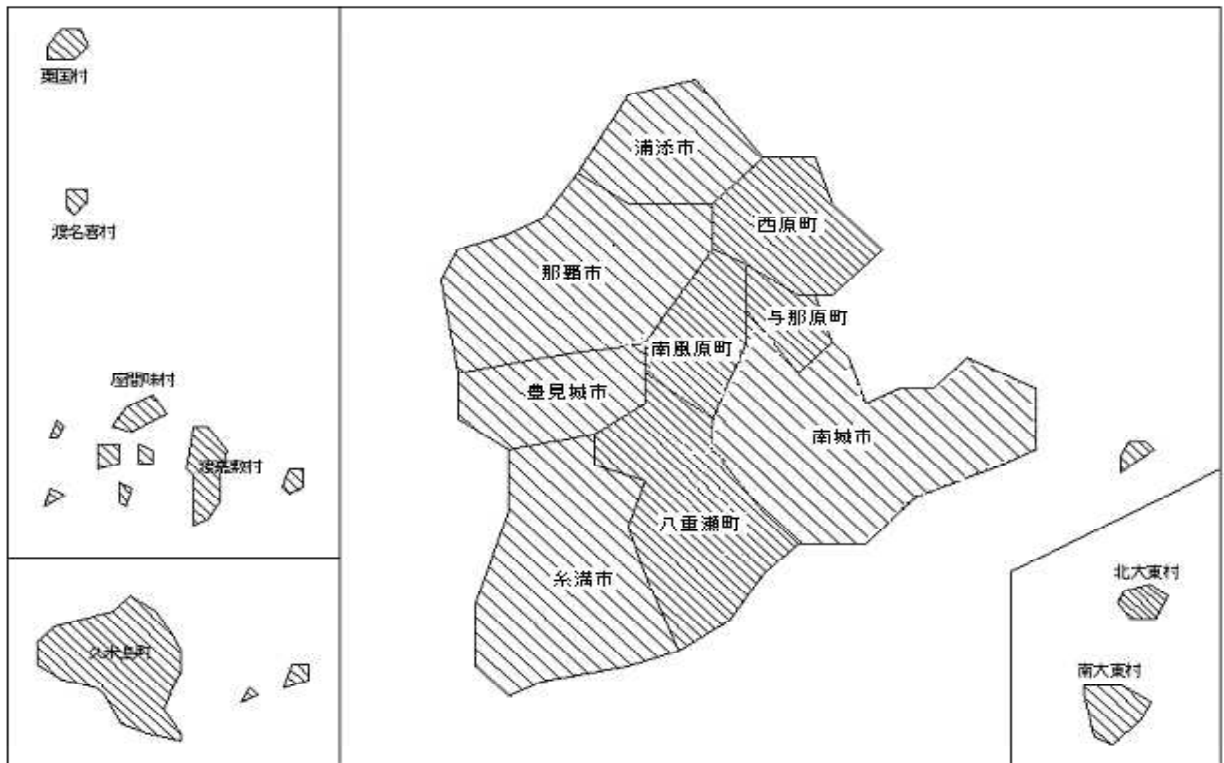 粟国村
渡名喜村
座間味村
渡嘉敷村
久米島町
浦添市
西原町
那覇市
与那原町
南風原町
豊見城市
南城市
八重瀬町
糸満市
北大東村
南大東村